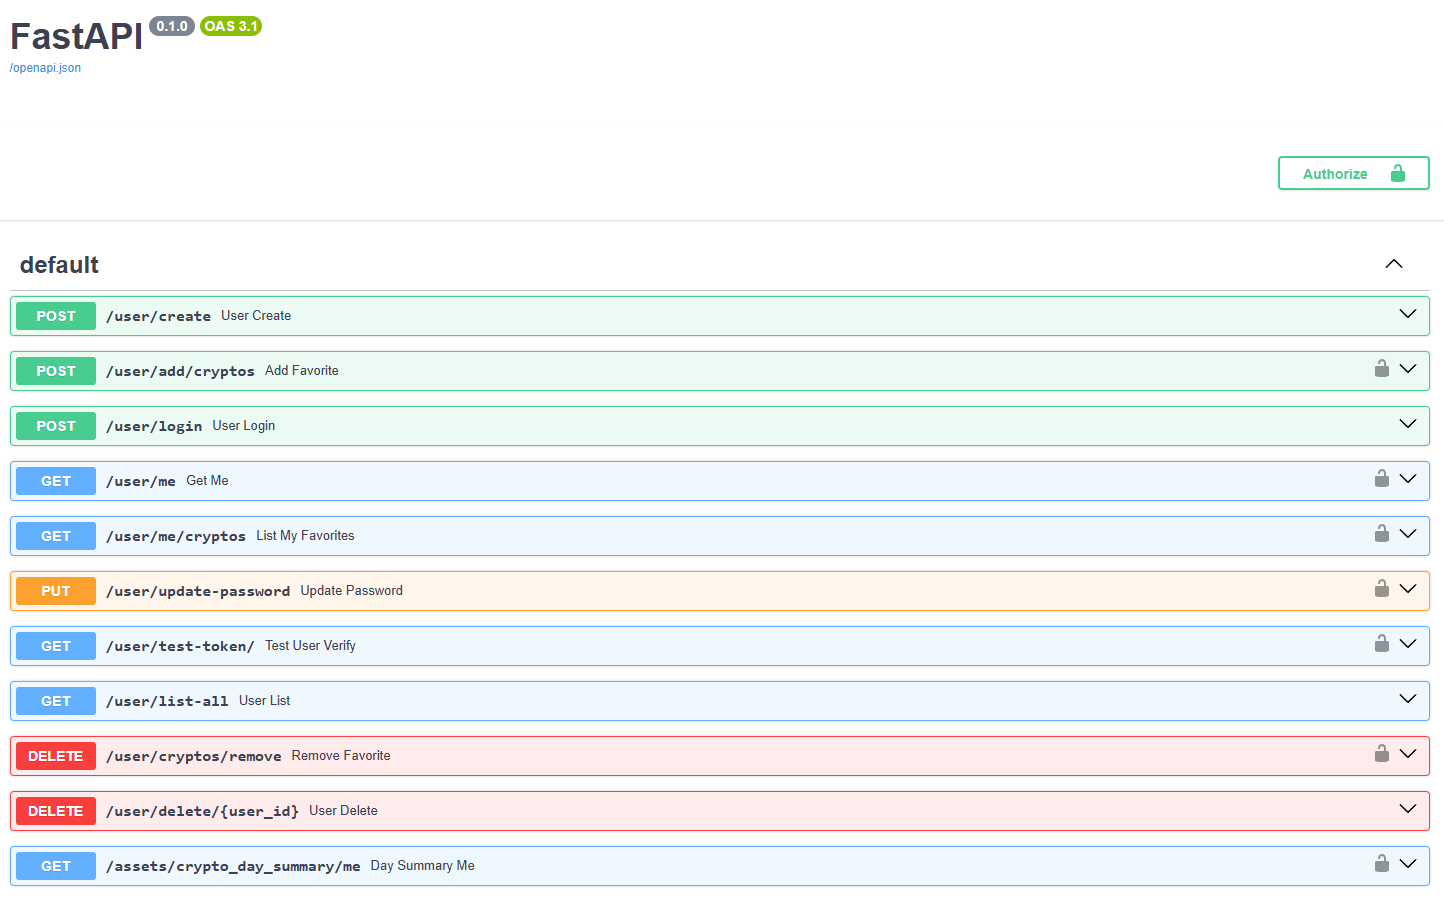 FastAPI 0.1.0 OAS 3.1
/openapi.json
Authorize
default
POST /user/create User Create
POST /user/add/cryptos Add Favorite
POST /user/login User Login
GET /user/me Get Me
GET /user/me/cryptos List My Favorites
PUT /user/update-password Update Password
GET /user/test-token/ Test User Verify
GET /user/list-all User List
DELETE /user/cryptos/remove Remove Favorite
DELETE /user/delete/{user_id} User Delete
GET /assets/crypto_day_summary/me Day Summary Me